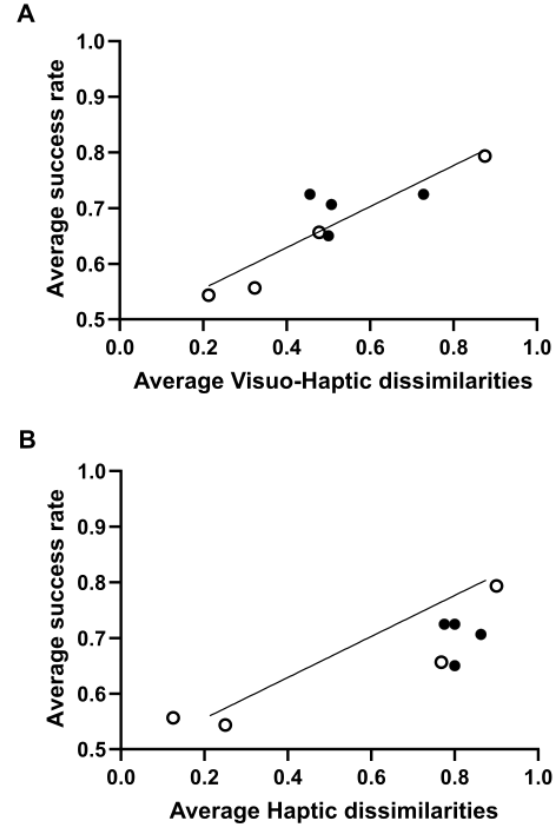 A
Average success rate
1.0
0.9
0.8
0.7
0.6
0.5
0.0 0.2 0.4 0.6 0.8 1.0
Average Visuo-Haptic dissimilarities
B
Average success rate
1.0
0.9
0.8
0.7
0.6
0.5
0.0 0.2 0.4 0.6 0.8 1.0
Average Haptic dissimilarities